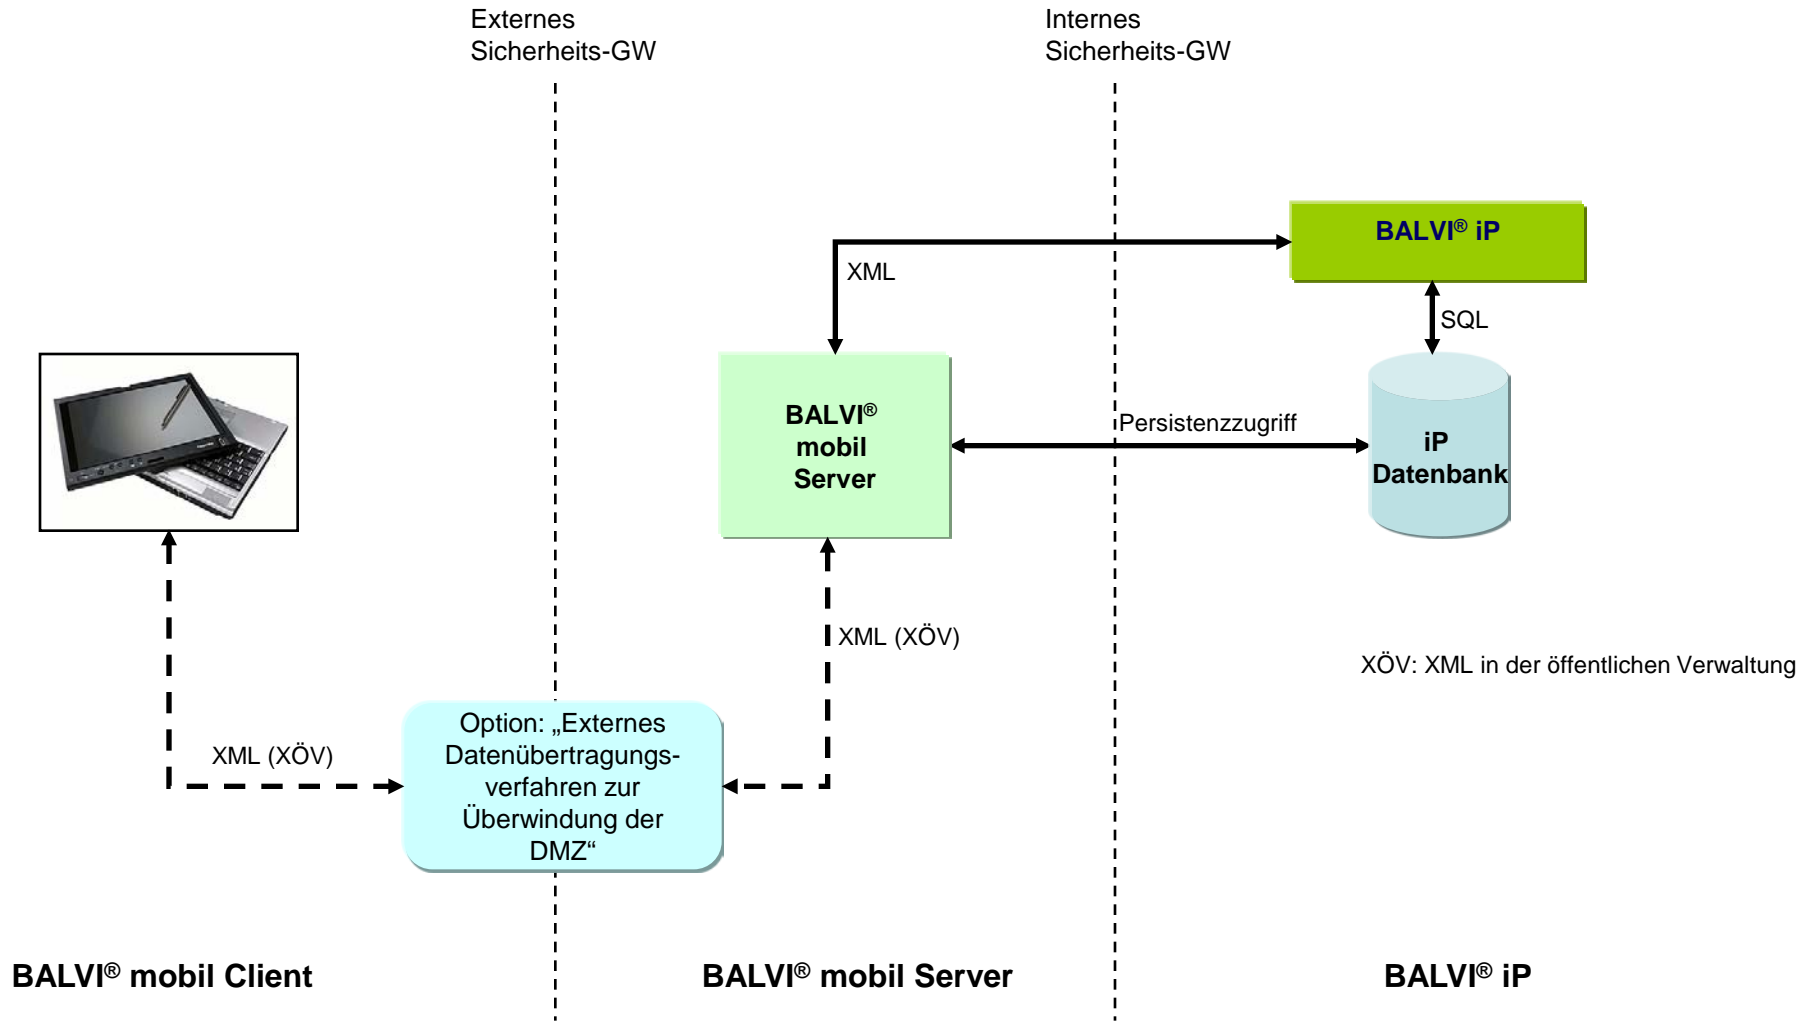 Externes
Sicherheits-GW
Internes
Sicherheits-GW
BALVI® iP
XML
SQL
BALVI®
mobil
Server
Persistenzzugriff
iP
Datenbank
XML (XÖV)
XÖV: XML in der öffentlichen Verwaltung
XML (XÖV)
Option: „Externes
Datenübertragungs-
verfahren zur
Überwindung der
DMZ“
BALVI® mobil Client
BALVI® mobil Server
BALVI® iP